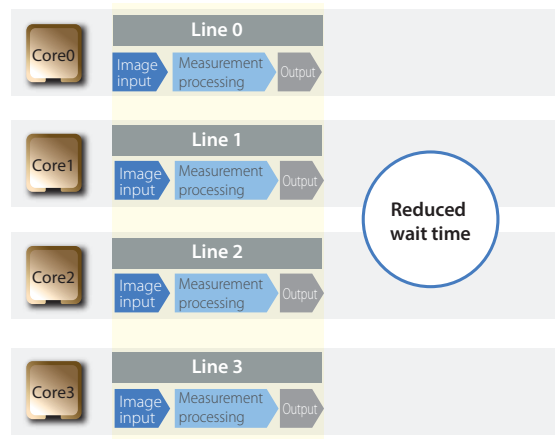 Line 0
Core0
Image
input
Measurement
processing
Output
Line 1
Core1
Image
input
Measurement
processing
Output
Reduced
wait time
Line 2
Core2
Image
input
Measurement
processing
Output
Line 3
Core3
Image
input
Measurement
processing
Output